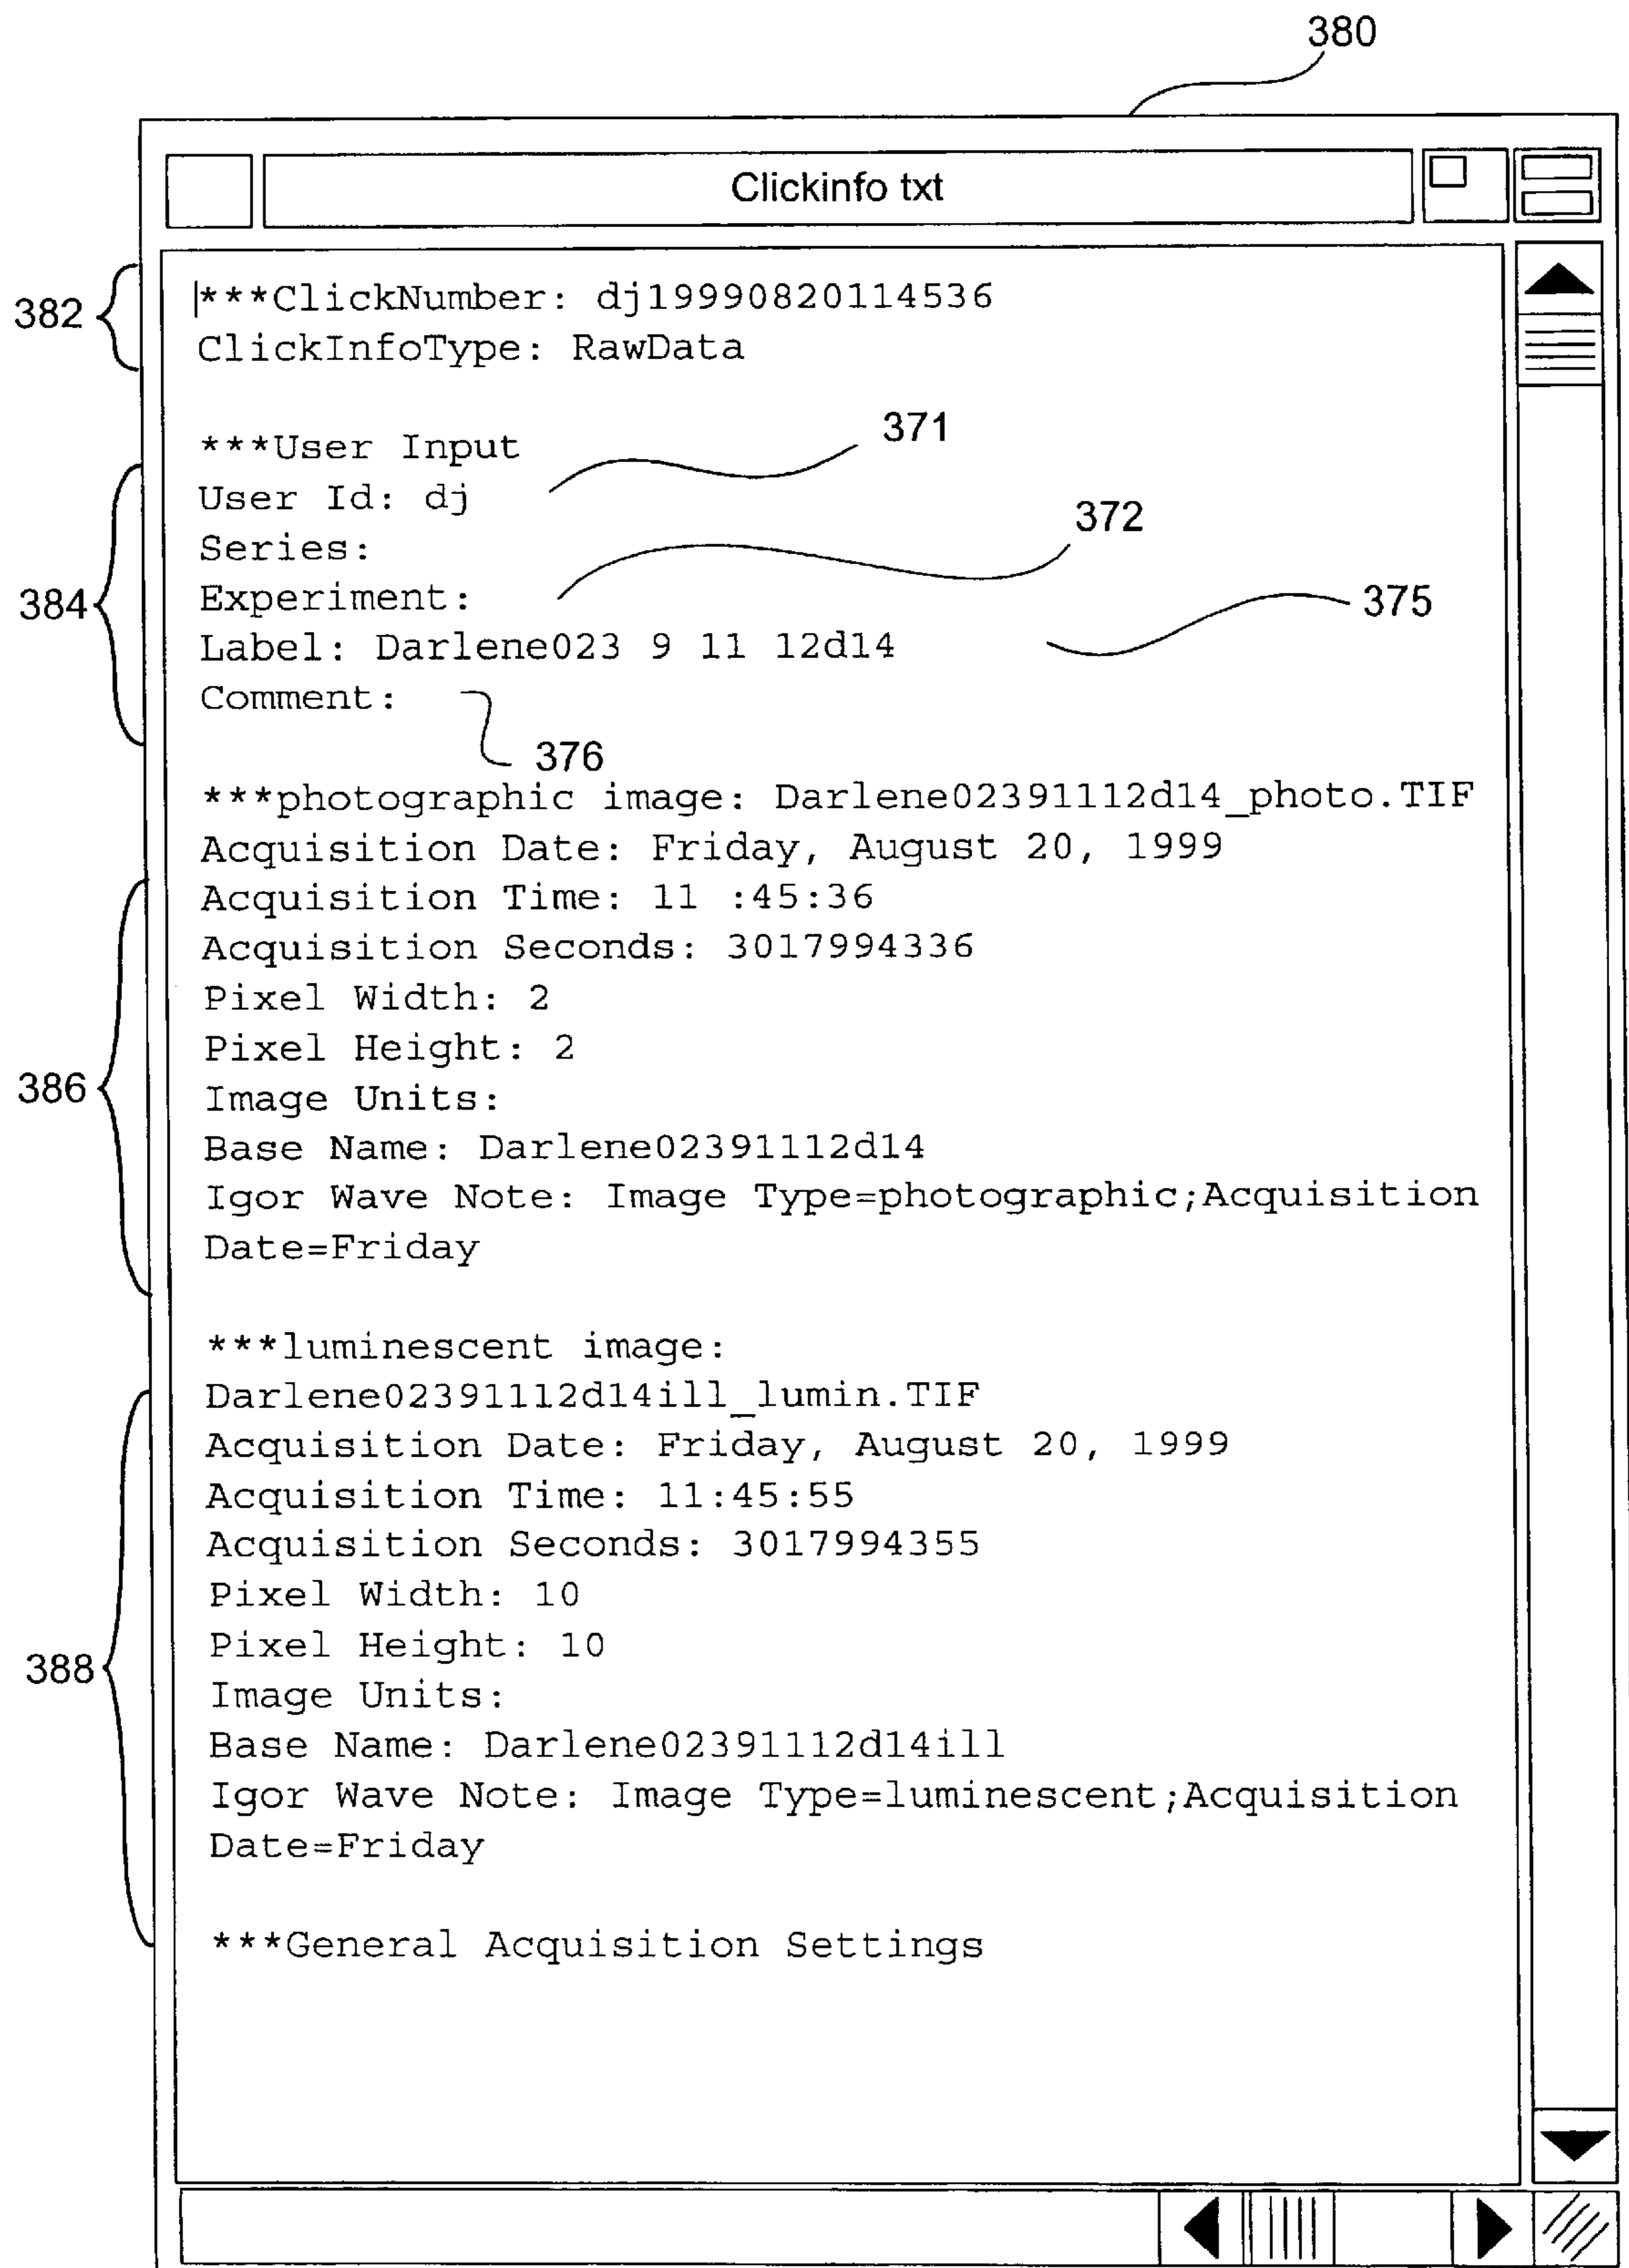 380
Clickinfo txt
382
***ClickNumber: dj19990820114536
ClickInfoType: RawData
371
***User Input
User Id: dj
372
Series:
384
Experiment:
375
Label: Darlene023 9 11 12d14
Comment:
376
***photographic image: Darlene02391112d14_photo.TIF
Acquisition Date: Friday, August 20, 1999
Acquisition Time: 11 :45:36
Acquisition Seconds: 3017994336
Pixel Width: 2
Pixel Height: 2
386
Image Units:
Base Name: Darlene02391112d14
Igor Wave Note: Image Type=photographic;Acquisition
Date=Friday
***luminescent image:
Darlene02391112d14ill_lumin.TIF
Acquisition Date: Friday, August 20, 1999
Acquisition Time: 11:45:55
Acquisition Seconds: 3017994355
Pixel Width: 10
Pixel Height: 10
388
Image Units:
Base Name: Darlene02391112d14ill
Igor Wave Note: Image Type=luminescent;Acquisition
Date=Friday
***General Acquisition Settings